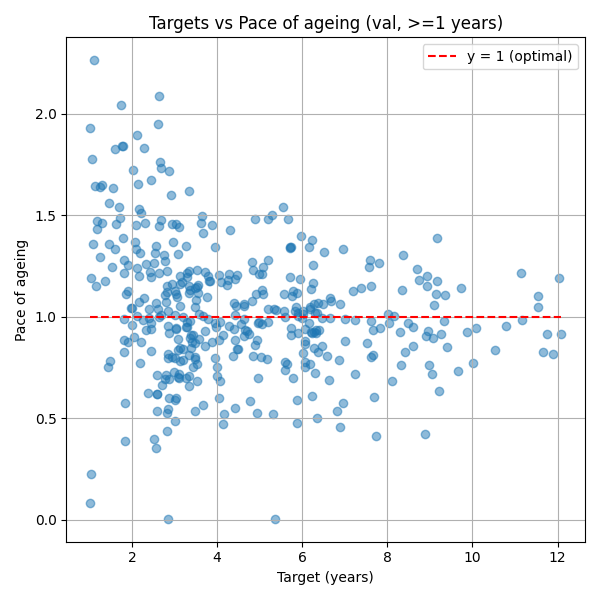 Targets vs Pace of ageing (val, >=1 years)
y = 1 (optimal)
2.0
1.5
1.0
0.5
0.0
Pace of ageing
2 4 6 8 10 12
Target (years)